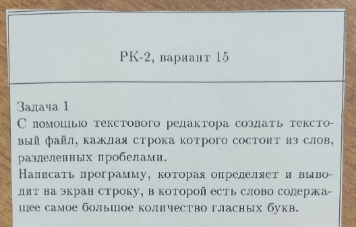 РК-2, вариант 15
Задача 1
С помощью текстового редактора создать тексто-
вый файл, каждая строка котрого состоит из слов,
разделенных пробелами.
Написать программу, которая определяет и выво-
дит на экран строку, в которой есть слово содержа-
щее самое большое количество гласных букв.